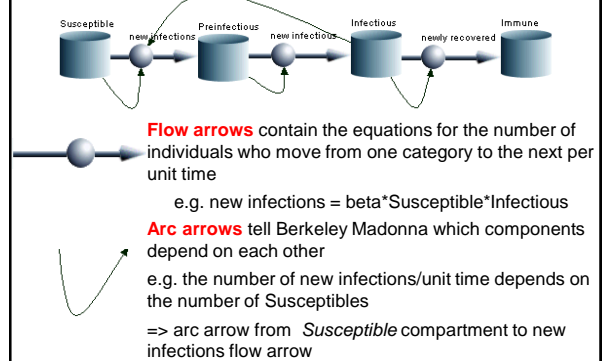 Susceptible Preinfectious Infectious Immune
new infections new infectious newly recovered
Flow arrows contain the equations for the number of
individuals who move from one category to the next per
unit time
e.g. new infections = beta*Susceptible*Infectious
Arc arrows tell Berkeley Madonna which components
depend on each other
e.g. the number of new infections/unit time depends on
the number of Susceptibles
=> arc arrow from Susceptible compartment to new
infections flow arrow